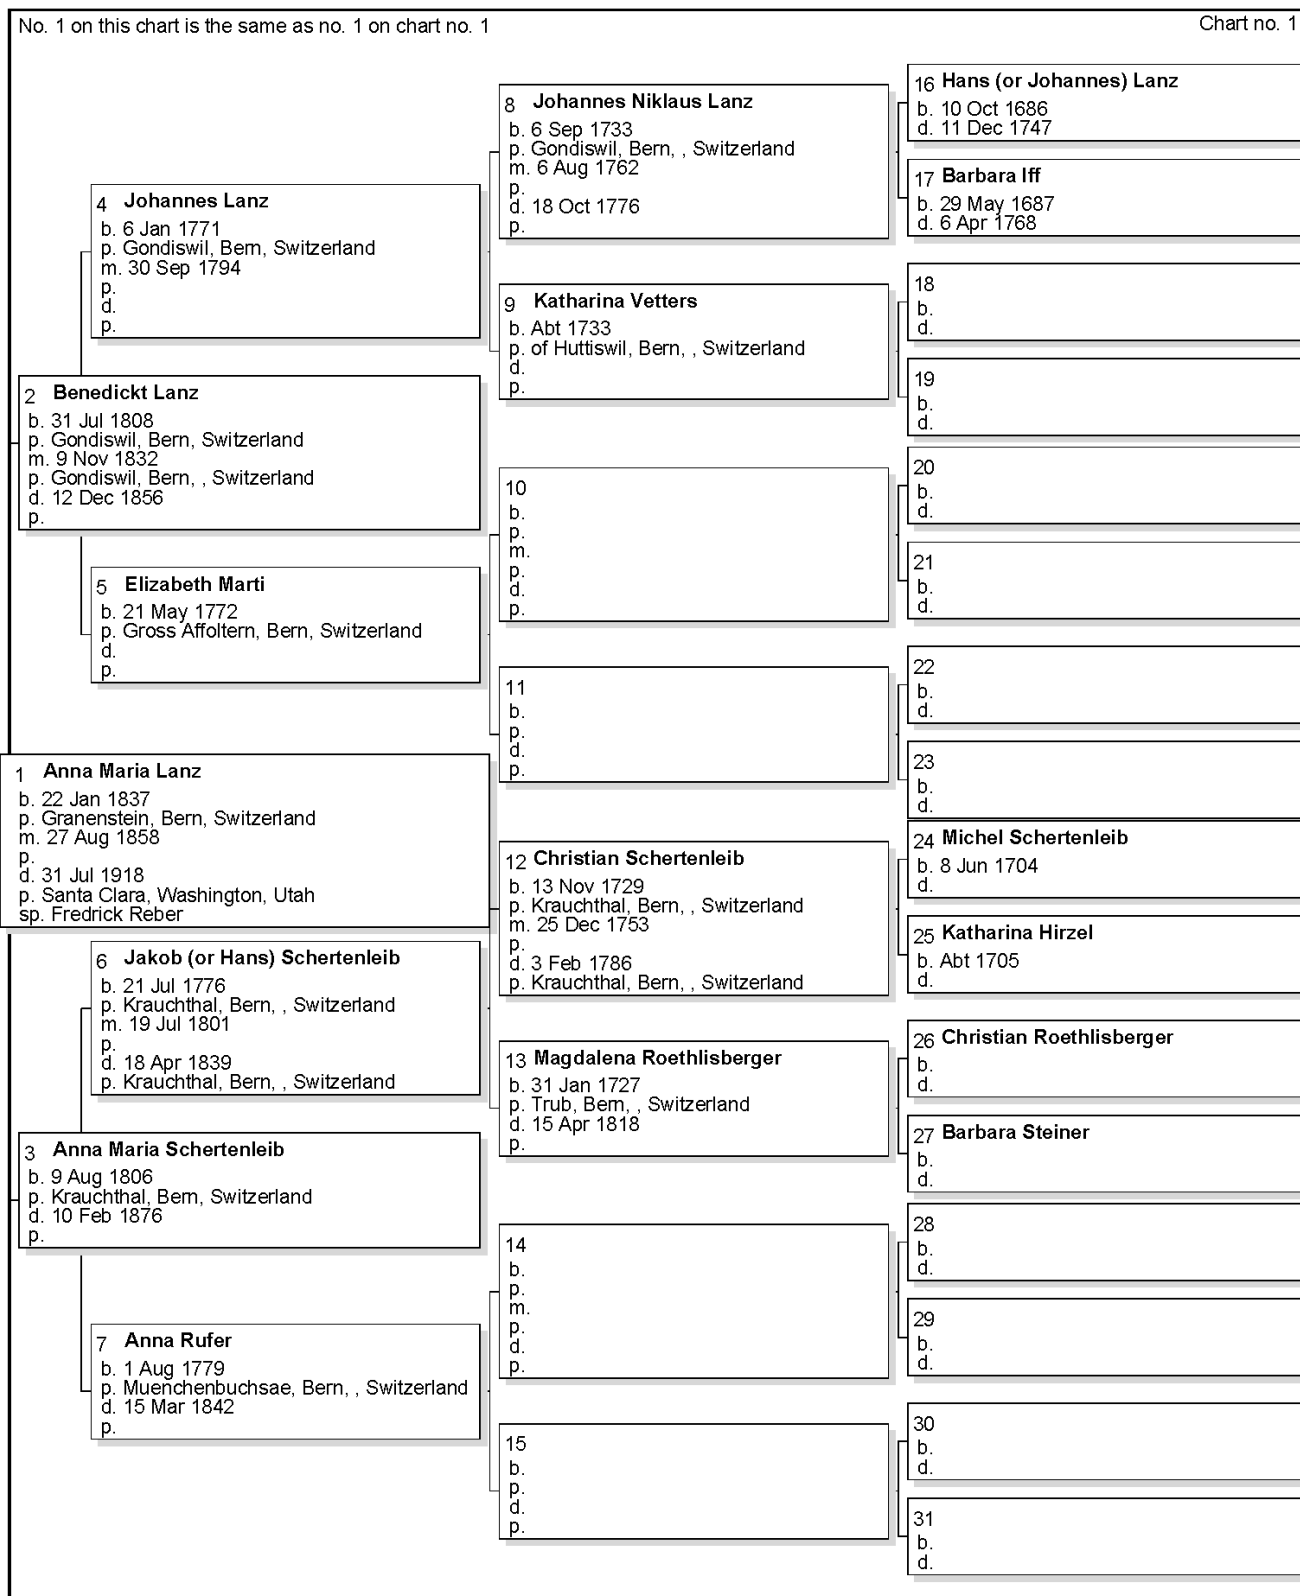 No. 1 on this chart is the same as no. 1 on chart no. 1
Chart no. 1
1 Anna Maria Lanz
b. 22 Jan 1837
p. Granenstein, Bern, Switzerland
m. 27 Aug 1858
p.
d. 31 Jul 1918
p. Santa Clara, Washington, Utah
sp. Fredrick Reber
2 Benedickt Lanz
b. 31 Jul 1808
p. Gondiswil, Bern, Switzerland
m. 9 Nov 1832
p. Gondiswil, Bern, , Switzerland
d. 12 Dec 1856
p.
3 Anna Maria Schertenleib
b. 9 Aug 1806
p. Krauchthal, Bern, Switzerland
d. 10 Feb 1876
p.
4 Johannes Lanz
b. 6 Jan 1771
p. Gondiswil, Bern, Switzerland
m. 30 Sep 1794
p.
d.
p.
5 Elizabeth Marti
b. 21 May 1772
p. Gross Affoltern, Bern, Switzerland
d.
p.
6 Jakob (or Hans) Schertenleib
b. 21 Jul 1776
p. Krauchthal, Bern, , Switzerland
m. 19 Jul 1801
p.
d. 18 Apr 1839
p. Krauchthal, Bern, , Switzerland
7 Anna Rufer
b. 1 Aug 1779
p. Muenchenbuchsae, Bern, , Switzerland
d. 15 Mar 1842
p.
8 Johannes Niklaus Lanz
b. 6 Sep 1733
p. Gondiswil, Bern, , Switzerland
m. 6 Aug 1762
p.
d. 18 Oct 1776
p.
9 Katharina Vetters
b. Abt 1733
p. of Huttiswil, Bern, , Switzerland
d.
p.
10
b.
p.
m.
p.
d.
p.
11
b.
p.
d.
p.
12 Christian Schertenleib
b. 13 Nov 1729
p. Krauchthal, Bern, , Switzerland
m. 25 Dec 1753
p.
d. 3 Feb 1786
p. Krauchthal, Bern, , Switzerland
13 Magdalena Roethlisberger
b. 31 Jan 1727
p. Trub, Bern, , Switzerland
d. 15 Apr 1818
p.
14
b.
p.
m.
p.
d.
p.
15
b.
p.
d.
p.
16 Hans (or Johannes) Lanz
b. 10 Oct 1686
d. 11 Dec 1747
17 Barbara Iff
b. 29 May 1687
d. 6 Apr 1768
18
b.
d.
19
b.
d.
20
b.
d.
21
b.
d.
22
b.
d.
23
b.
d.
24 Michel Schertenleib
b. 8 Jun 1704
d.
25 Katharina Hirzel
b. Abt 1705
d.
26 Christian Roethlisberger
b.
d.
27 Barbara Steiner
b.
d.
28
b.
d.
29
b.
d.
30
b.
d.
31
b.
d.